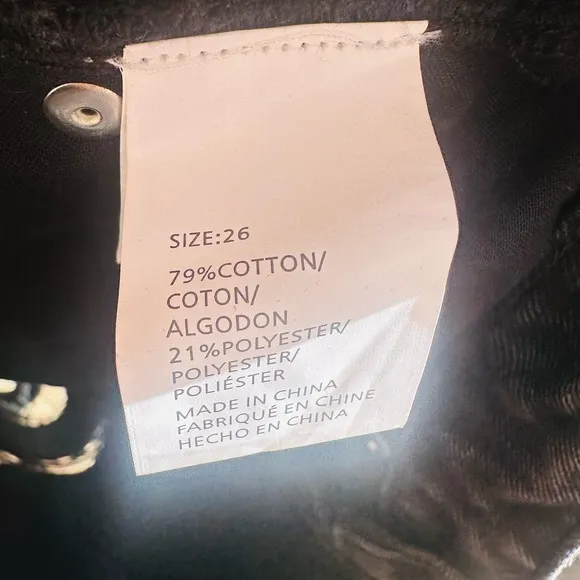 SIZE:26
79%COTTON/
COTON/
ALGODON
21%POLYESTER/
POLYESTER/
POLIÉSTER
MADE IN CHINA
FABRIQUÉ EN CHINE
HECHO EN CHINA